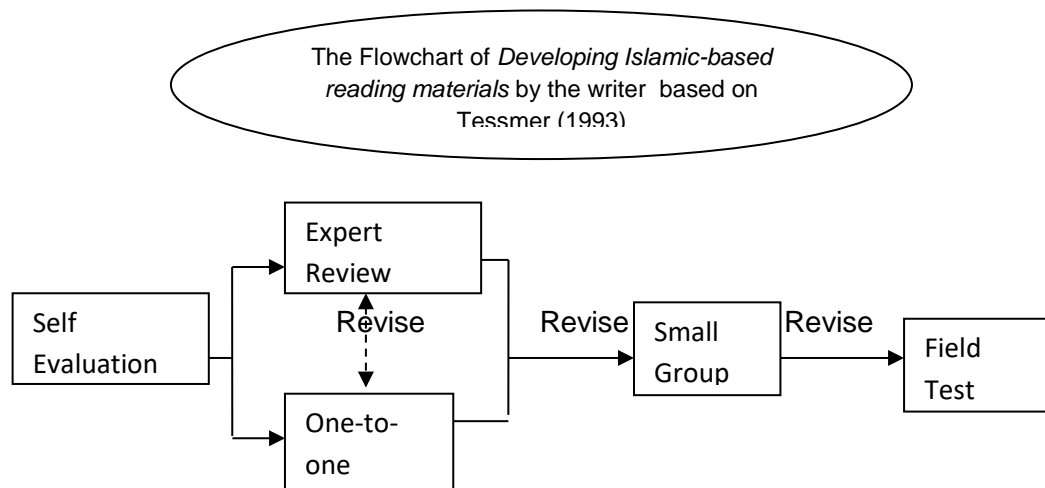 The Flowchart of Developing Islamic-based
reading materials by the writer based on
Tessmer (1993)
Self
Evaluation
Expert
Review
Revise
One-to-
one
Revise
Small
Group
Revise
Field
Test